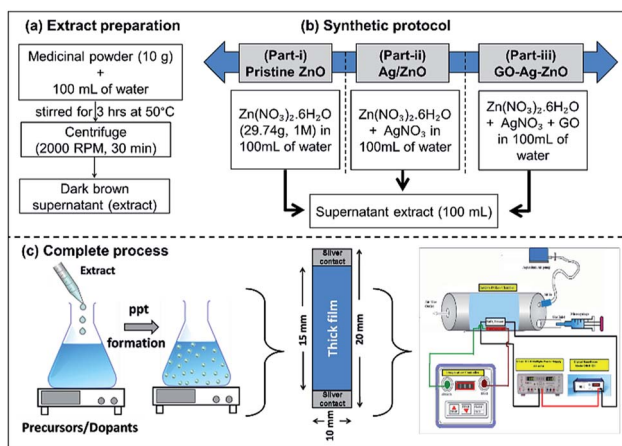 (a) Extract preparation
Medicinal powder (10 g)
+
100 mL of water
stirred for 3 hrs at 50°C
Centrifuge
(2000 RPM, 30 min)
Dark brown
supernatant (extract)
(b) Synthetic protocol
(Part-i)
Pristine ZnO
(Part-ii)
Ag/ZnO
(Part-iii)
GO-Ag-ZnO
Zn(NO3)2.6H2O
(29.74g, 1M) in
100mL of water
Zn(NO3)2.6H2O
+ AgNO3 in
100mL of water
Zn(NO3)2.6H2O
+ AgNO3 + GO
in 100mL of
water
Supernatant extract (100 mL)
(c) Complete process
Extract
ppt
formation
Precursors/Dopants
Silver
contact
Thick film
Silver
contact
15 mm
20 mm
10 mm